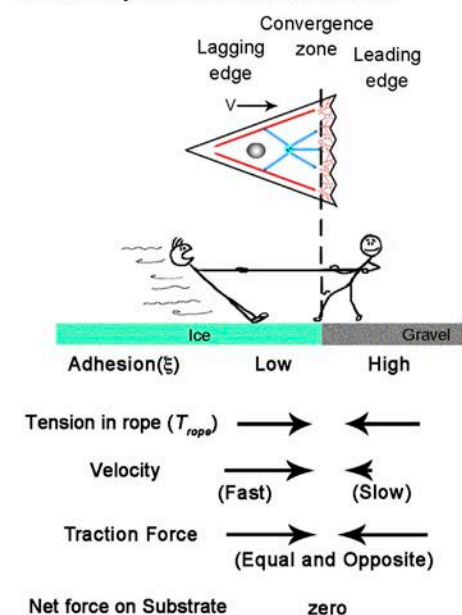 Convergence
zone
Lagging
edge
Leading
edge
V
Ice
Gravel
Adhesion(ξ)
Low
High
Tension in rope (Trope)
Velocity
(Fast)
(Slow)
Traction Force
(Equal and Opposite)
Net force on Substrate
zero